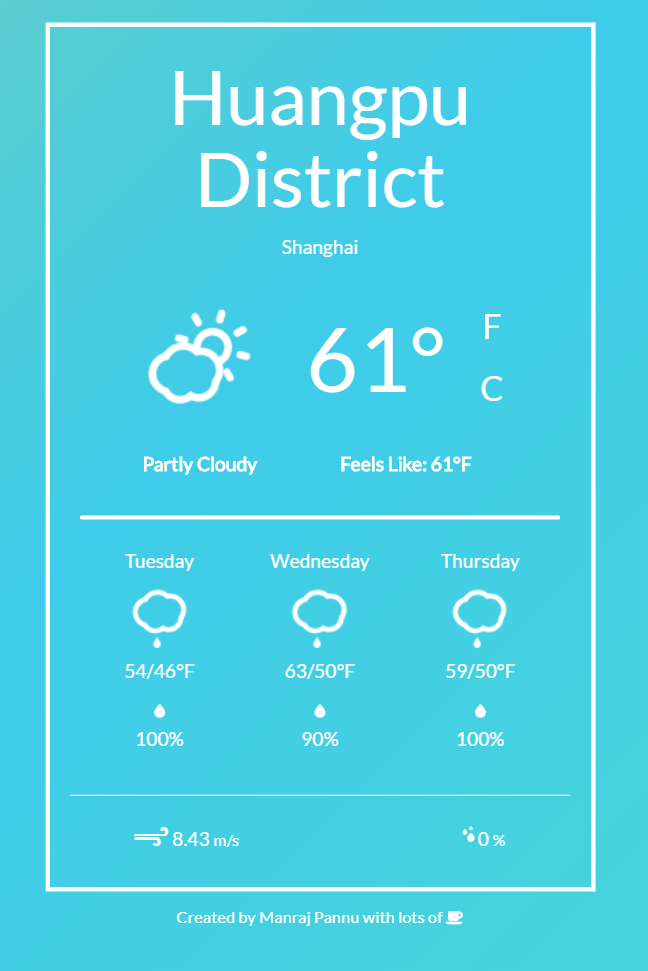 Huangpu
District
Shanghai
61° F
C
Partly Cloudy Feels Like: 61°F
Tuesday Wednesday Thursday
54/46°F 63/50°F 59/50°F
100% 90% 100%
8.43 m/s 0 %
Created by Manraj Pannu with lots of